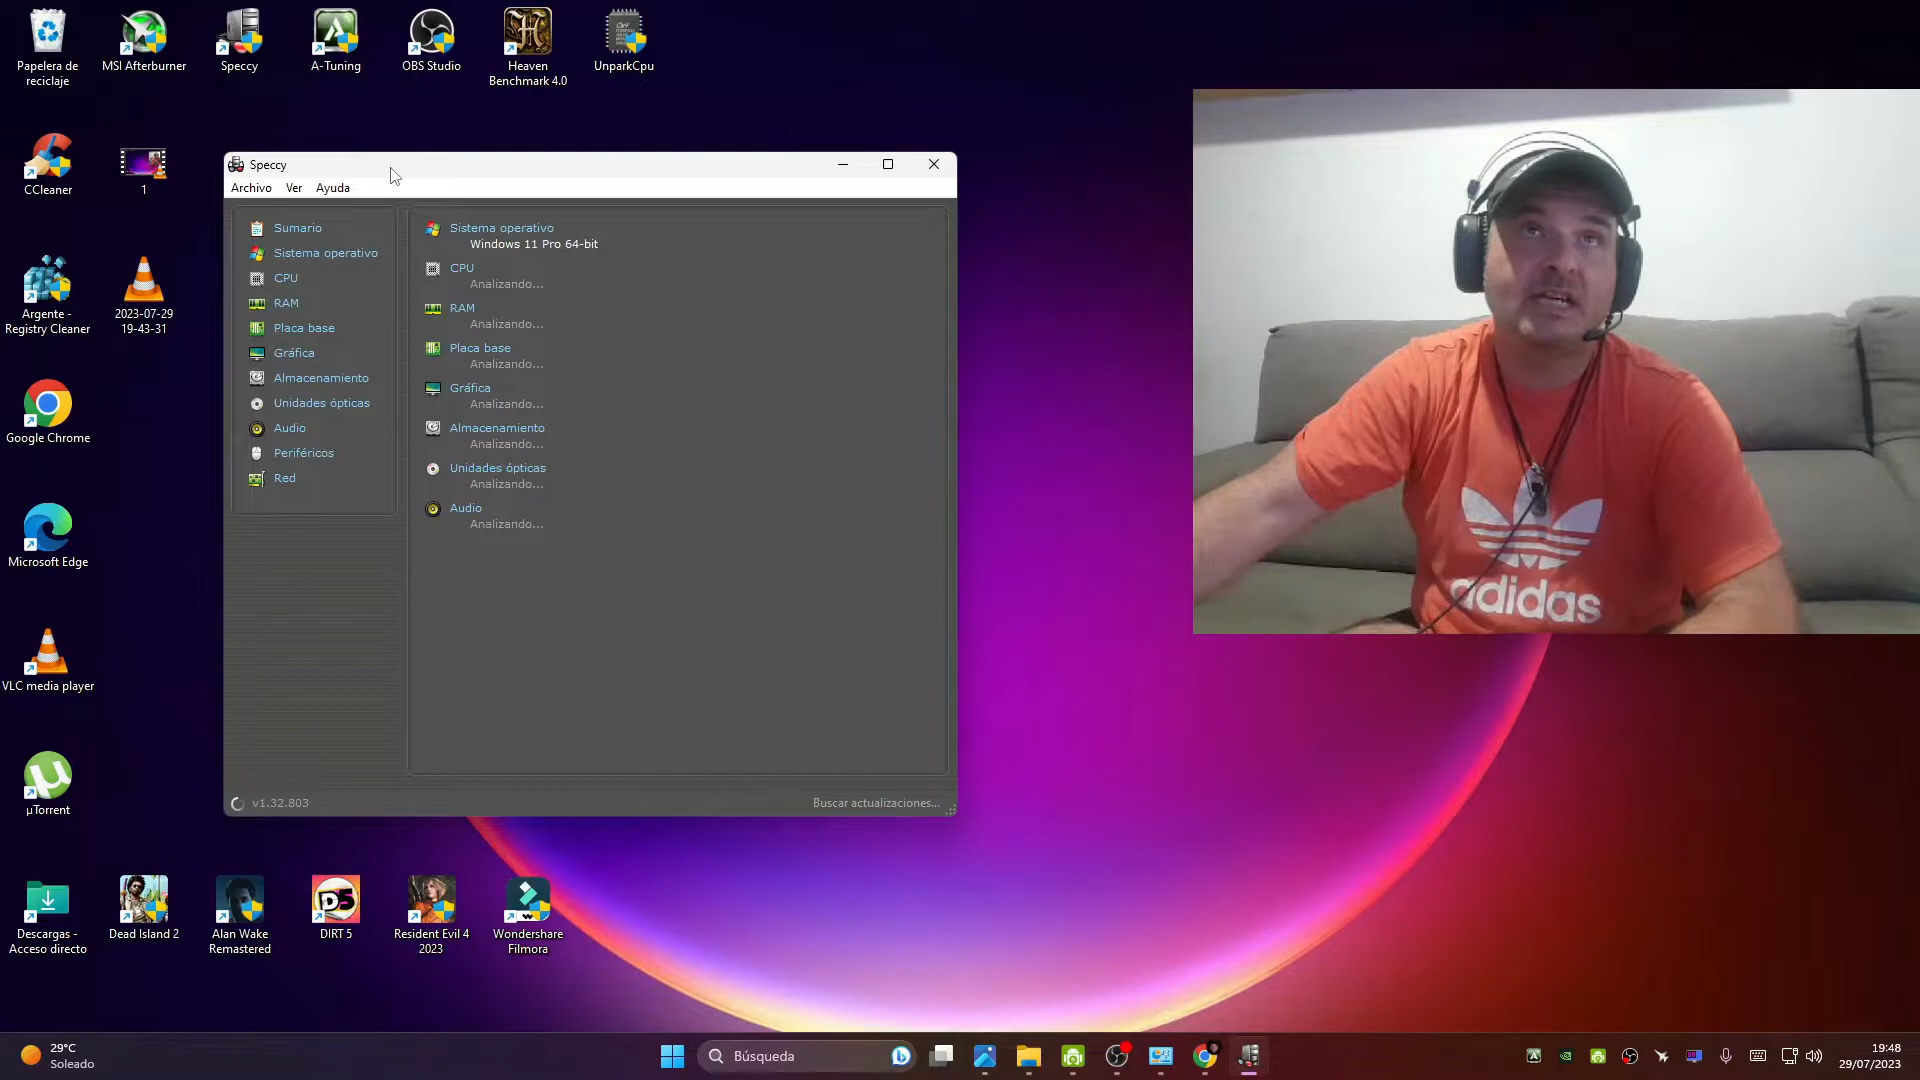 Papelera de
reciclaje
MSI Afterburner
Speccy
A-Tuning
OBS Studio
Heaven
Benchmark 4.0
UnparkCpu
CCleaner
1
Argente -
Registry Cleaner
2023-07-29
19-43-31
Google Chrome
Microsoft Edge
VLC media player
µTorrent
Descargas -
Acceso directo
Dead Island 2
Alan Wake
Remastered
DIRT 5
Resident Evil 4
2023
Wondershare
Filmora
Speccy
Archivo Ver Ayuda
Sumario
Sistema operativo
CPU
RAM
Placa base
Gráfica
Almacenamiento
Unidades ópticas
Audio
Periféricos
Red
Sistema operativo
Windows 11 Pro 64-bit
CPU
Analizando...
RAM
Analizando...
Placa base
Analizando...
Gráfica
Analizando...
Almacenamiento
Analizando...
Unidades ópticas
Analizando...
Audio
Analizando...
v1.32.803
Buscar actualizaciones...
adidas
29°C
Soleado
Búsqueda
19:48
29/07/2023